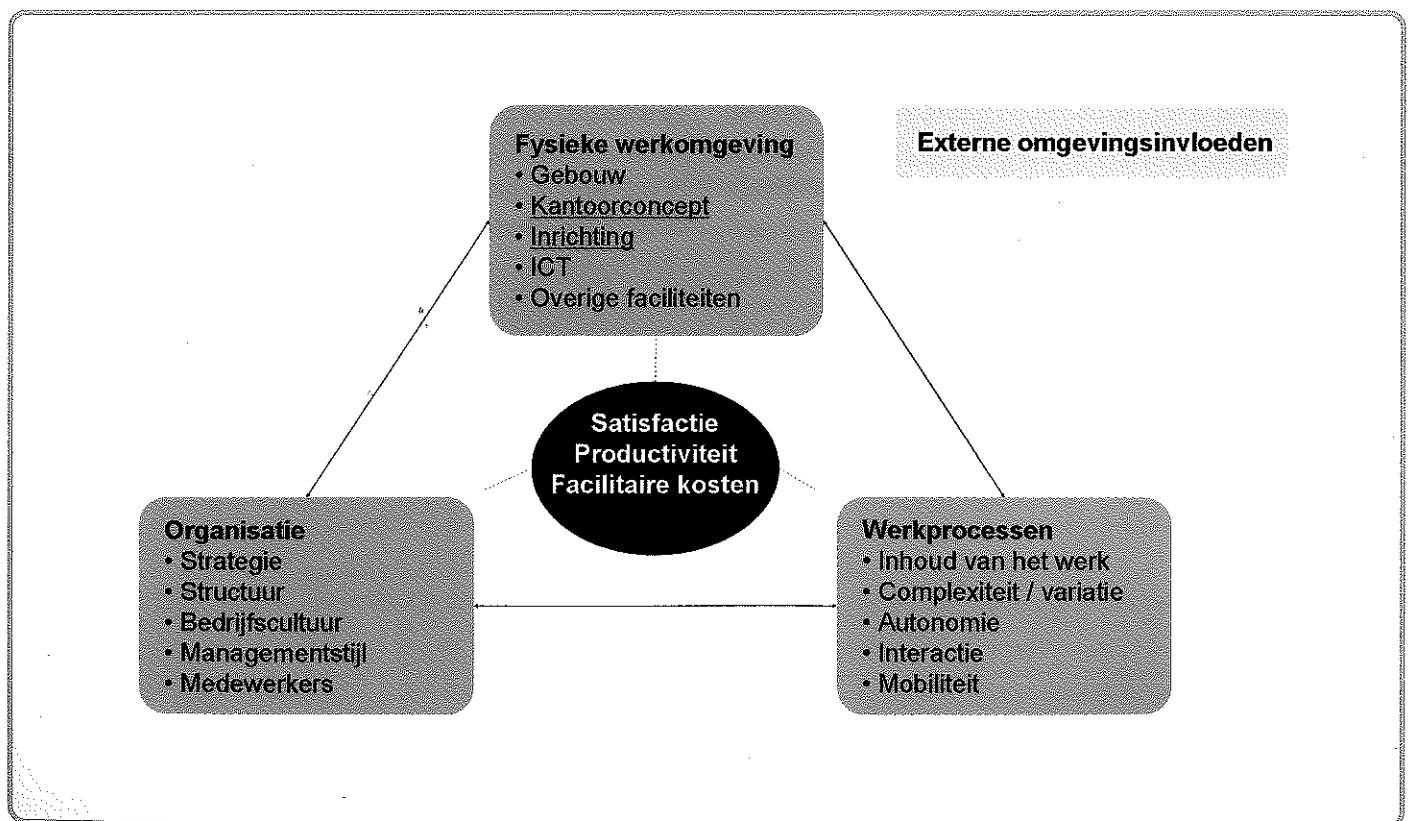 Fysieke werkomgeving
• Gebouw
• Kantoorconcept
• Inrichting
• ICT
• Overige faciliteiten
Externe omgevingsinvloeden
Satisfactie
Productiviteit
Facilitaire kosten
Organisatie
• Strategie
• Structuur
• Bedrijfscultuur
• Managementstijl
• Medewerkers
Werkprocessen
• Inhoud van het werk
• Complexiteit / variatie
• Autonomie
• Interactie
• Mobiliteit